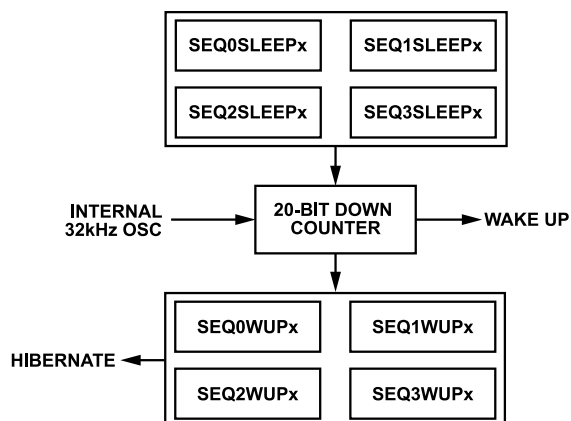 SEQ0SLEEPx
SEQ1SLEEPx
SEQ2SLEEPx
SEQ3SLEEPx
INTERNAL
32kHz OSC
20-BIT DOWN
COUNTER
WAKE UP
SEQ0WUPx
SEQ1WUPx
HIBERNATE
SEQ2WUPx
SEQ3WUPx